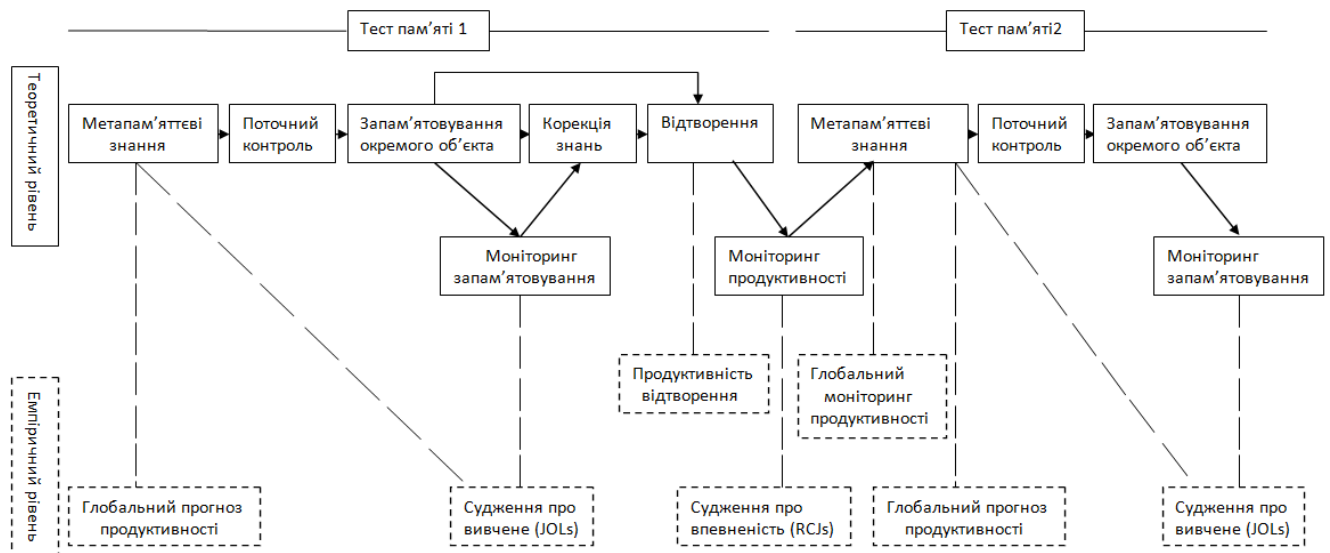 Тест пам’яті 1
Тест пам’яті2
Теоретичний рівень
Метапам’яттєві
знання
Поточний
контроль
Запам’ятовування
окремого об’єкта
Корекція
знань
Відтворення
Метапам’яттєві
знання
Поточний
контроль
Запам’ятовування
окремого об’єкта
Моніторинг
запам’ятовування
Моніторинг
продуктивності
Моніторинг
запам’ятовування
Продуктивність
відтворення
Глобальний
моніторинг
продуктивності
Емпіричний рівень
Глобальний прогноз
продуктивності
Судження про
вивчене (JOLs)
Судження про
впевненість (RCJs)
Глобальний прогноз
продуктивності
Судження про
вивчене (JOLs)